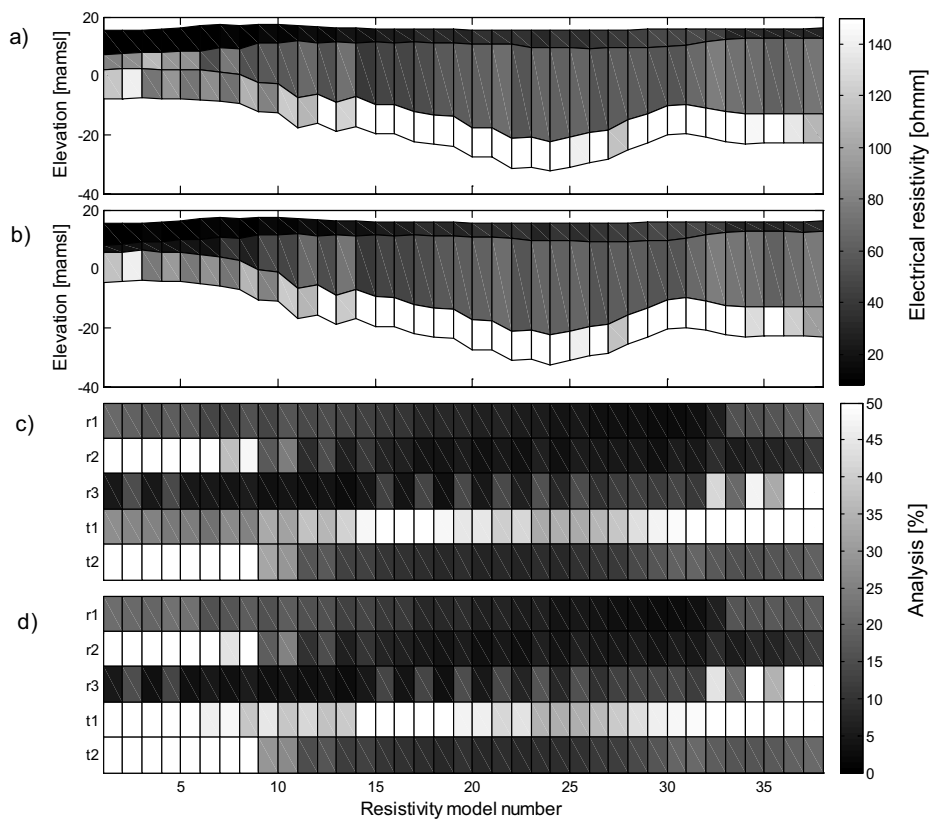 a)
20
0
-20
-40
Elevation [mamsl]
b)
20
0
-20
-40
Elevation [mamsl]
140
120
100
80
60
40
20
Electrical resistivity [ohmm]
c)
r1
r2
r3
t1
t2
d)
r1
r2
r3
t1
t2
50
45
40
35
30
25
20
15
10
5
0
Analysis [%]
5 10 15 20 25 30 35
Resistivity model number